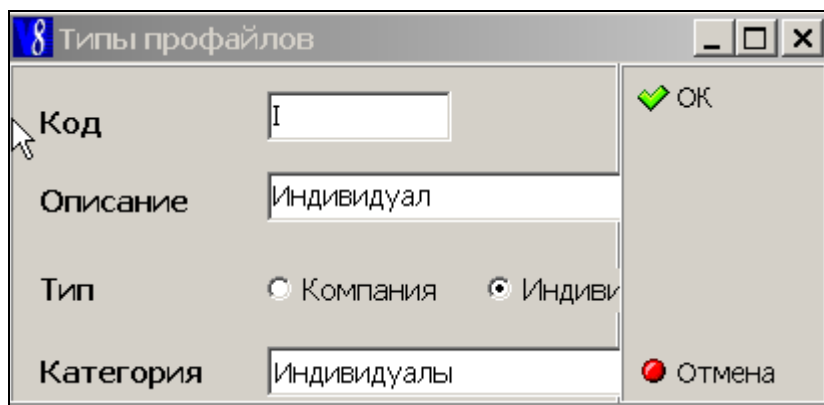 Типы профайлов
Код I
ОК
Описание Индивидуал
Тип Компания Индиви
Категория Индивидуалы
Отмена